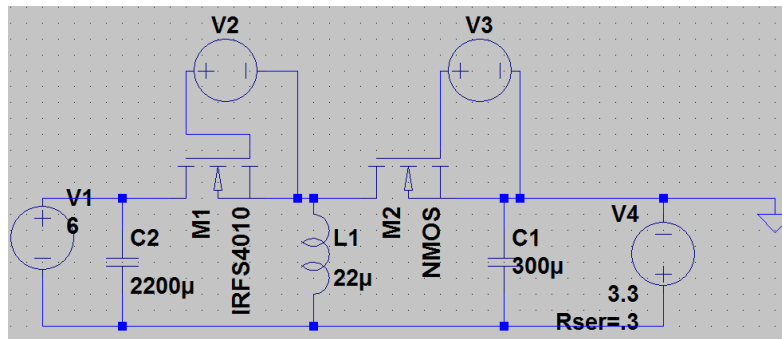 V2
V3
V1
6
C2
2200µ
M1
IRFS4010
L1
22µ
M2
NMOS
C1
300µ
V4
3.3
Rser=.3